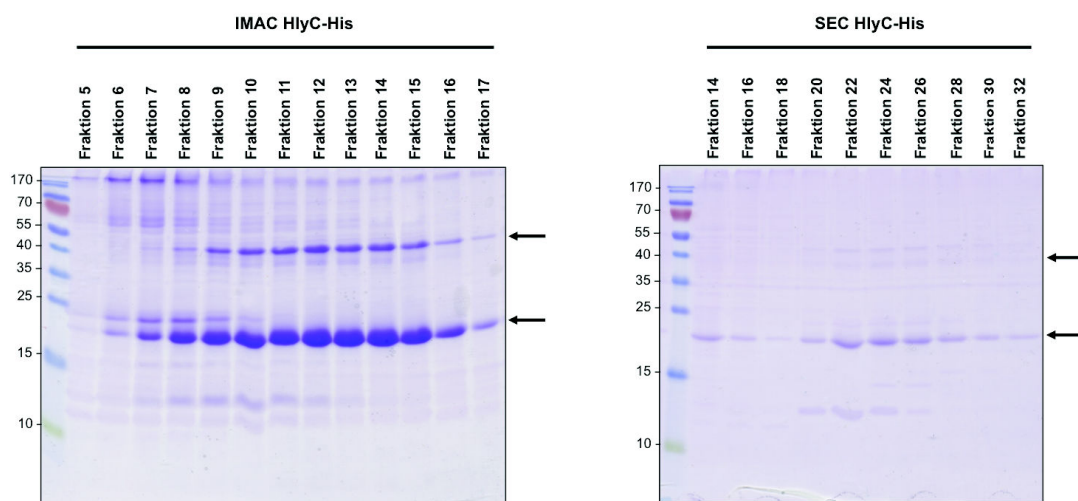 IMAC HlyC-His
Fraktion 5
Fraktion 6
Fraktion 7
Fraktion 8
Fraktion 9
Fraktion 10
Fraktion 11
Fraktion 12
Fraktion 13
Fraktion 14
Fraktion 15
Fraktion 16
Fraktion 17
170
70
55
40
35
25
15
10
SEC HlyC-His
Fraktion 14
Fraktion 16
Fraktion 18
Fraktion 20
Fraktion 22
Fraktion 24
Fraktion 26
Fraktion 28
Fraktion 30
Fraktion 32
170
70
55
40
35
25
15
10